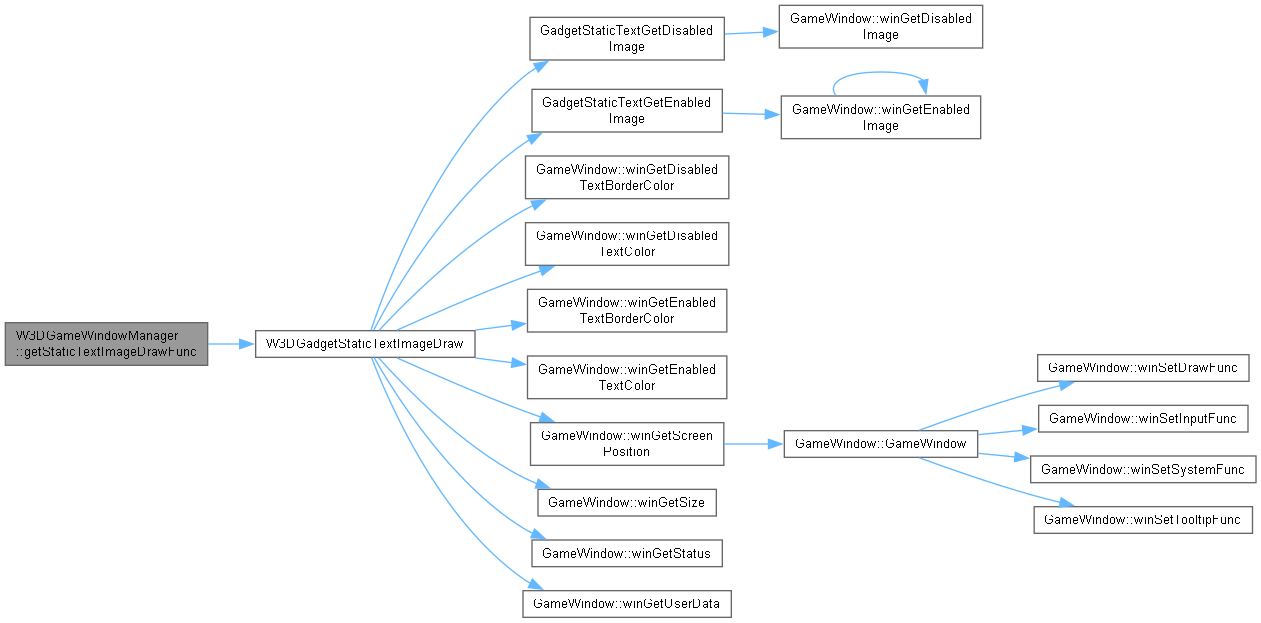 W3DGameWindowManager
::getStaticTextImageDrawFunc
W3DGadgetStaticTextImageDraw
GadgetStaticTextGetDisabled
Image
GameWindow::winGetDisabled
Image
GadgetStaticTextGetEnabled
Image
GameWindow::winGetEnabled
Image
GameWindow::winGetDisabled
TextBorderColor
GameWindow::winGetDisabled
TextColor
GameWindow::winGetEnabled
TextBorderColor
GameWindow::winGetEnabled
TextColor
GameWindow::winGetScreen
Position
GameWindow::GameWindow
GameWindow::winSetDrawFunc
GameWindow::winSetInputFunc
GameWindow::winSetSystemFunc
GameWindow::winSetTooltipFunc
GameWindow::winGetSize
GameWindow::winGetStatus
GameWindow::winGetUserData